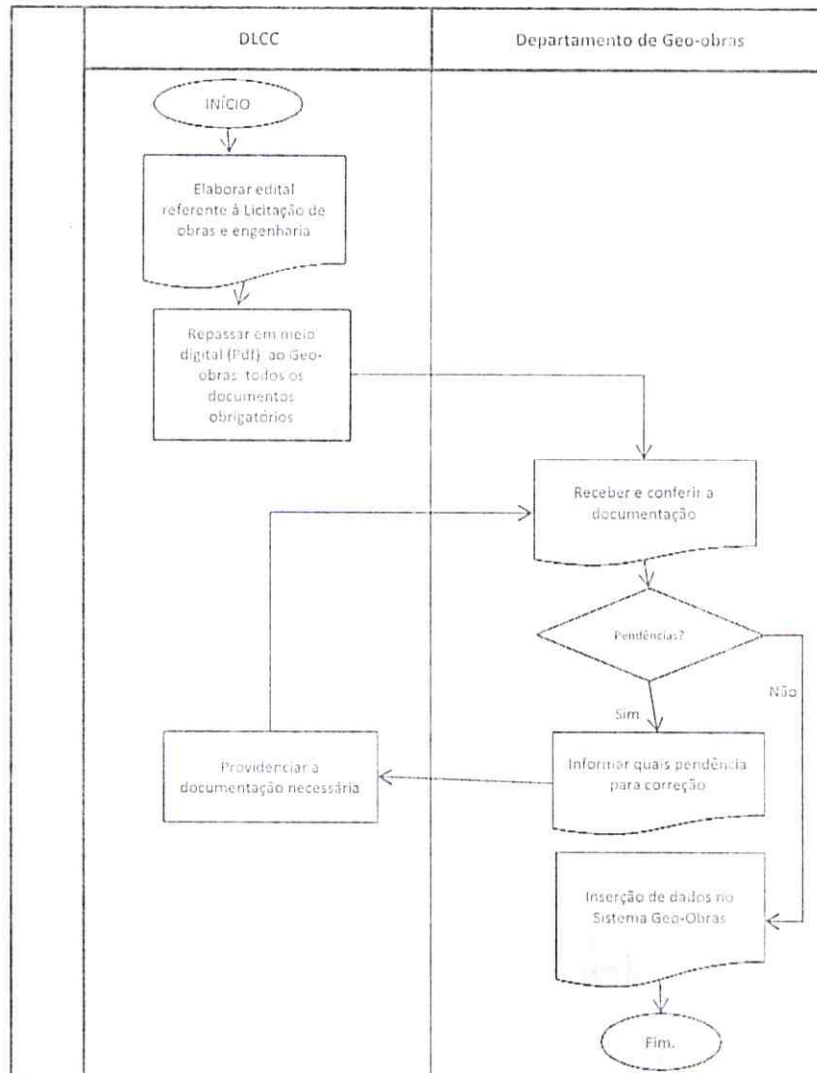 DLCC
Departamento de Geo-obras
INÍCIO
Elaborar edital
referente à Licitação de
obras e engenharia
Repassar em meio
digital (Pdf) ao Geo-
obras todos os
documentos
obrigatórios
Receber e conferir a
documentação
Pendências?
Não
Sim
Informar quais pendência
para correção
Providenciar a
documentação necessária
Inserção de dados no
Sistema Geo-Obras
Fim.